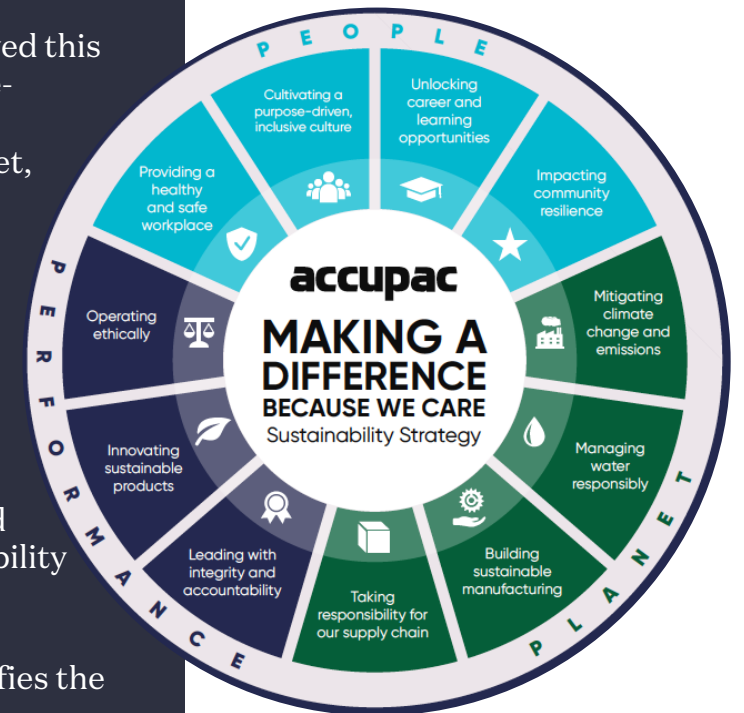 this
et,
bility
fies the
PEOPLE
Cultivating a
purpose-driven,
inclusive culture
Unlocking
career and
learning
opportunities
Impacting
community
resilience
Providing a
healthy
and safe
workplace
PLANET
Mitigating
climate
change and
emissions
Managing
water
responsibly
Building
sustainable
manufacturing
Taking
responsibility for
our supply chain
PERFORMANCE
Operating
ethically
Innovating
sustainable
products
Leading with
integrity and
accountability
accupac
MAKING A
DIFFERENCE
BECAUSE WE CARE
Sustainability Strategy